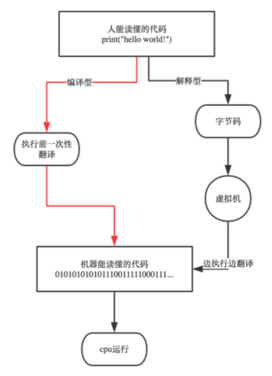 人能读懂的代码
print("hello world!")
编译型
解释型
执行前一次性
翻译
字节码
虚拟机
边执行边翻译
机器能读懂的代码
010101010101110011111000111...
cpu运行